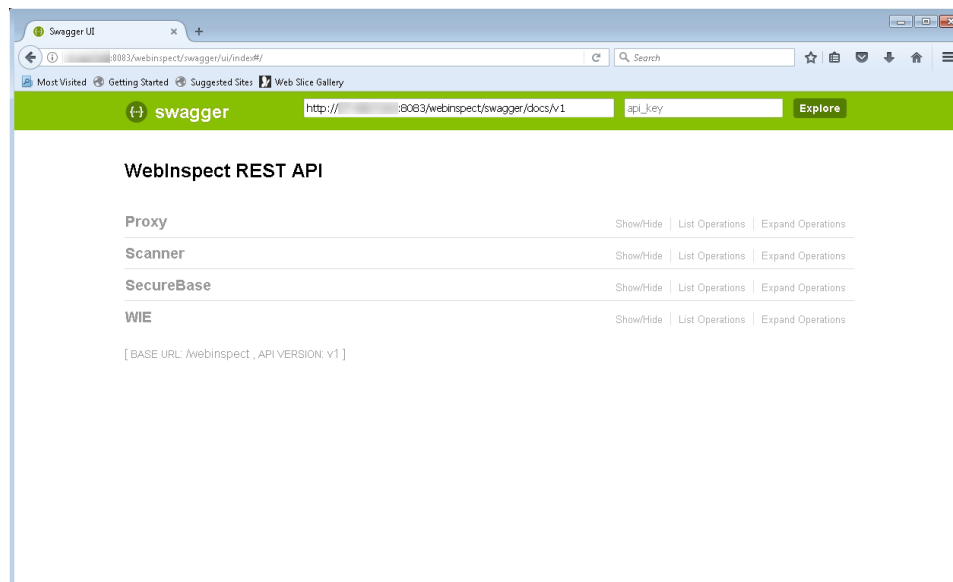 Swagger UI
:8083/webinspect/swagger/ui/index#/
Search
Most Visited Getting Started Suggested Sites Web Slice Gallery
swagger http:// :8083/webinspect/swagger/docs/v1 api_key Explore
WebInspect REST API
Proxy Show/Hide List Operations Expand Operations
Scanner Show/Hide List Operations Expand Operations
SecureBase Show/Hide List Operations Expand Operations
WIE Show/Hide List Operations Expand Operations
[ BASE URL: /webinspect , API VERSION: v1 ]